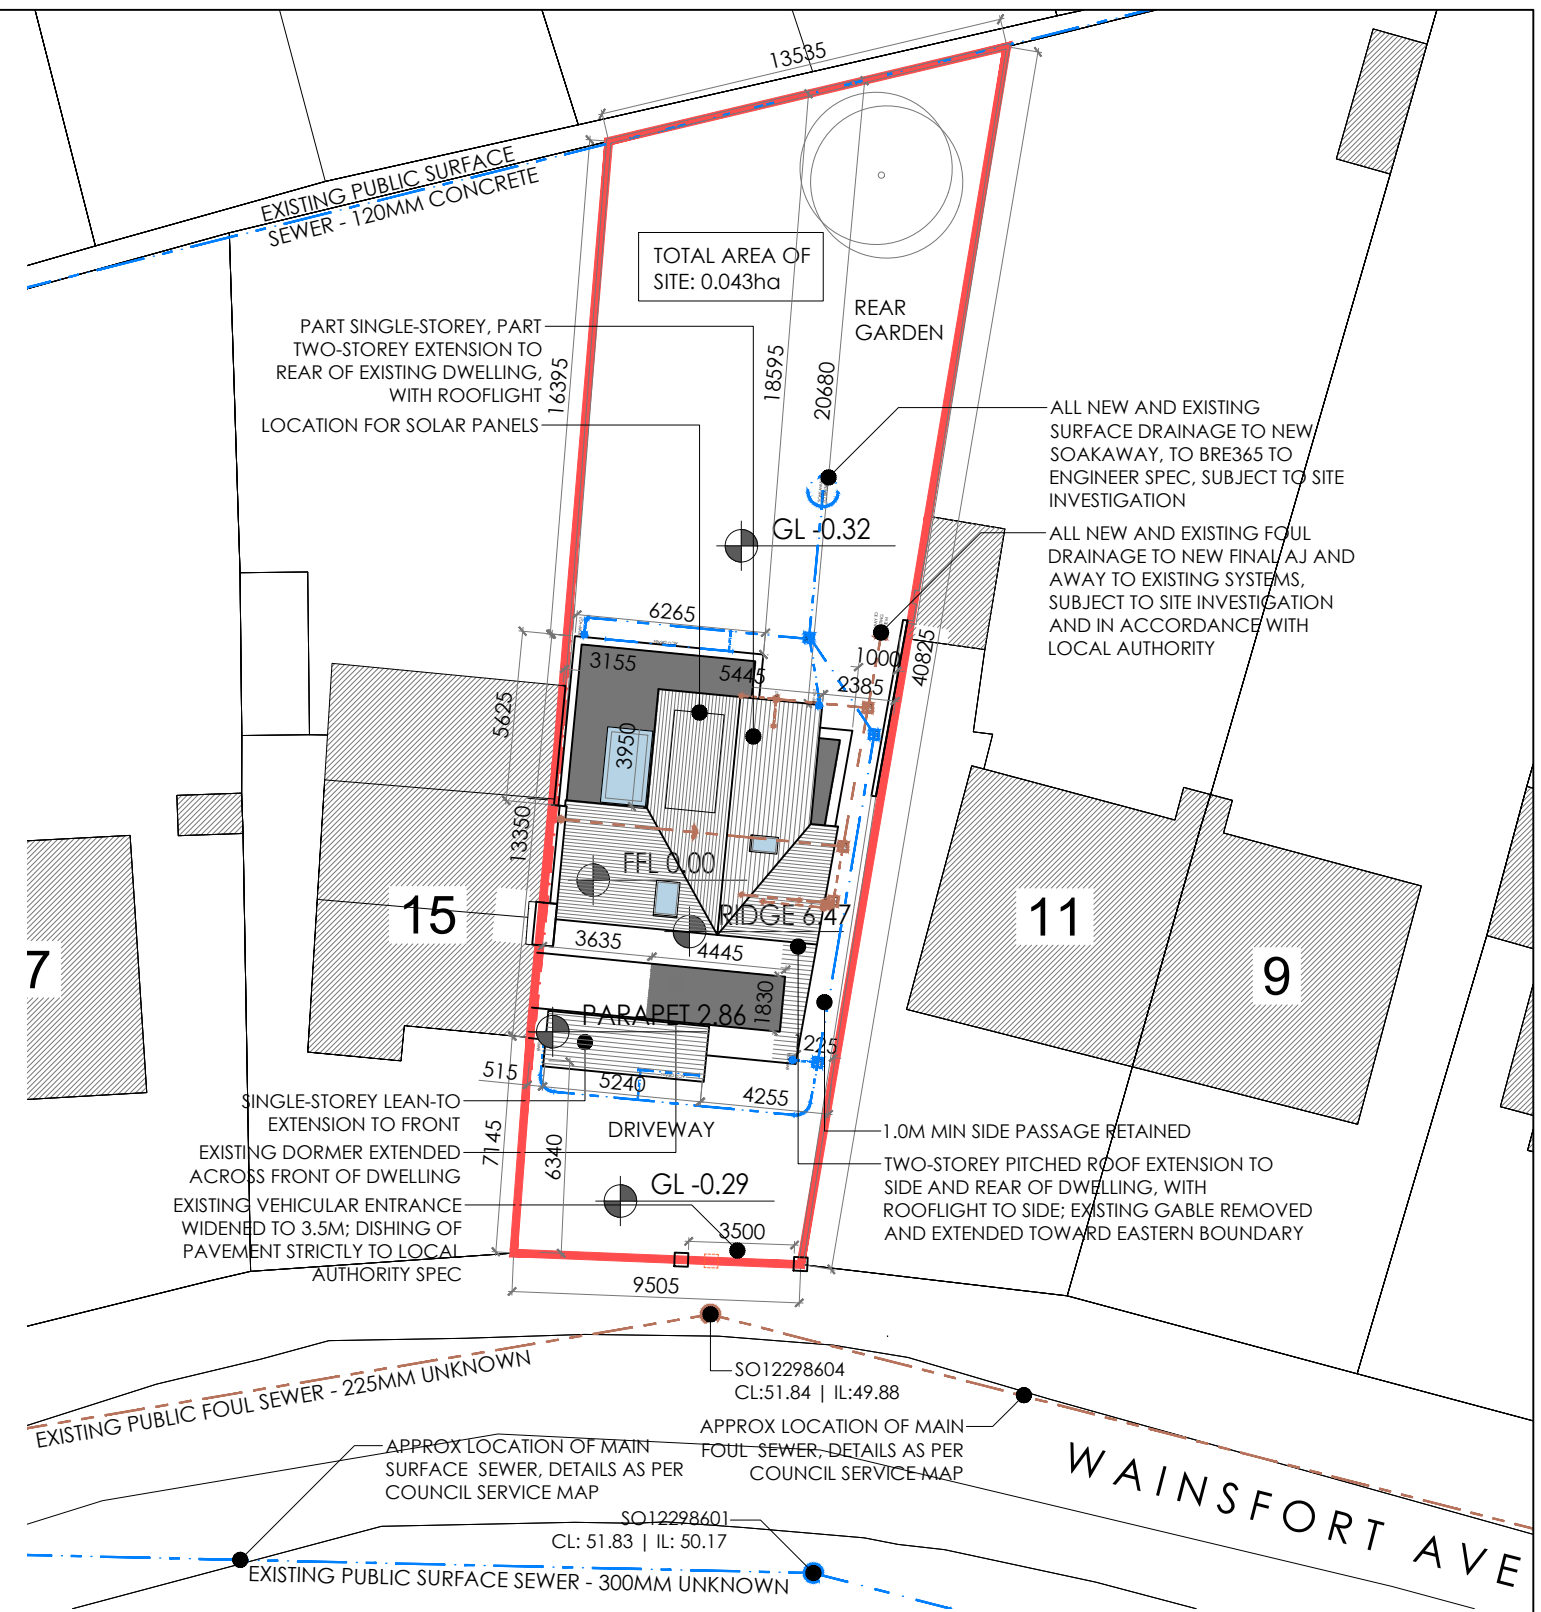 13535
EXISTING PUBLIC SURFACE
SEWER - 120MM CONCRETE
TOTAL AREA OF
SITE: 0.043ha
REAR
GARDEN
PART SINGLE-STOREY, PART
TWO-STOREY EXTENSION TO
REAR OF EXISTING DWELLING,
WITH ROOFLIGHT
16395
18595
20680
LOCATION FOR SOLAR PANELS
ALL NEW AND EXISTING
SURFACE DRAINAGE TO NEW
SOAKAWAY, TO BRE365 TO
ENGINEER SPEC, SUBJECT TO SITE
INVESTIGATION
GL -0.32
ALL NEW AND EXISTING FOUL
DRAINAGE TO NEW FINAL AJ AND
AWAY TO EXISTING SYSTEMS,
SUBJECT TO SITE INVESTIGATION
AND IN ACCORDANCE WITH
LOCAL AUTHORITY
6265
3155
5445
1000
2385
40825
5625
3950
13350
FFL 0.00
15
RIDGE 6.47
11
9
7
3635
4445
1830
PARAPET 2.86
225
515
5240
4255
SINGLE-STOREY LEAN-TO
EXTENSION TO FRONT
DRIVEWAY
1.0M MIN SIDE PASSAGE RETAINED
7145
6340
EXISTING DORMER EXTENDED
ACROSS FRONT OF DWELLING
TWO-STOREY PITCHED ROOF EXTENSION TO
SIDE AND REAR OF DWELLING, WITH
ROOFLIGHT TO SIDE; EXISTING GABLE REMOVED
AND EXTENDED TOWARD EASTERN BOUNDARY
GL -0.29
EXISTING VEHICULAR ENTRANCE
WIDENED TO 3.5M; DISHING OF
PAVEMENT STRICTLY TO LOCAL
AUTHORITY SPEC
3500
9505
EXISTING PUBLIC FOUL SEWER - 225MM UNKNOWN
SO12298604
CL:51.84 | IL:49.88
APPROX LOCATION OF MAIN
FOUL SEWER, DETAILS AS PER
COUNCIL SERVICE MAP
APPROX LOCATION OF MAIN
SURFACE SEWER, DETAILS AS PER
COUNCIL SERVICE MAP
WAINSFORT AVE
SO12298601
CL: 51.83 | IL: 50.17
EXISTING PUBLIC SURFACE SEWER - 300MM UNKNOWN